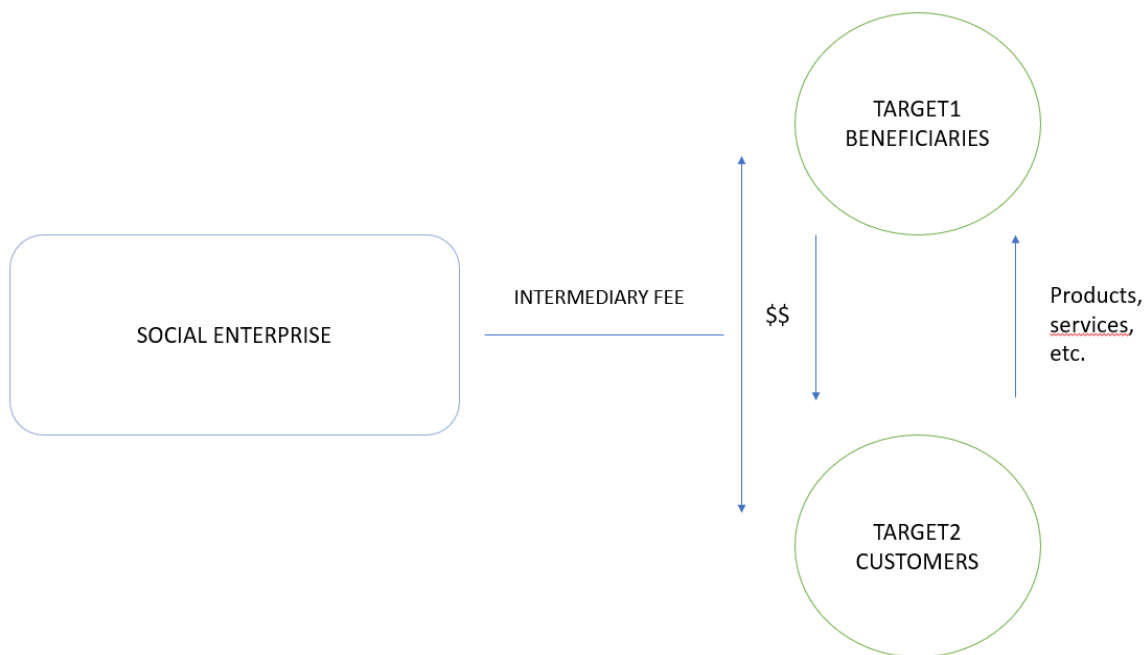 TARGET1
BENEFICIARIES
SOCIAL ENTERPRISE
INTERMEDIARY FEE
$$
Products,
services,
etc.
TARGET2
CUSTOMERS